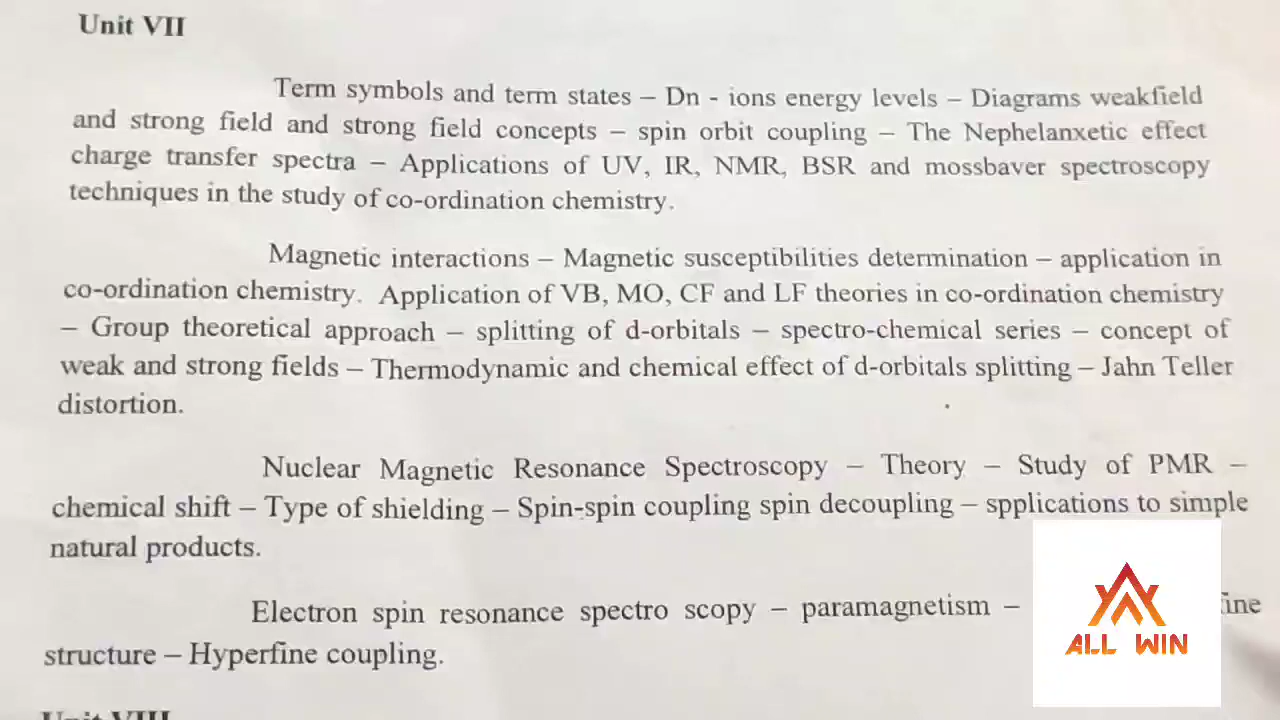 Unit VII
Term symbols and term states – Dn - ions energy levels – Diagrams weakfield
and strong field and strong field concepts – spin orbit coupling – The Nephelanxetic effect
charge transfer spectra – Applications of UV, IR, NMR, BSR and mossbaver spectroscopy
techniques in the study of co-ordination chemistry.
Magnetic interactions – Magnetic susceptibilities determination – application in
co-ordination chemistry. Application of VB, MO, CF and LF theories in co-ordination chemistry
– Group theoretical approach – splitting of d-orbitals – spectro-chemical series – concept of
weak and strong fields – Thermodynamic and chemical effect of d-orbitals splitting – Jahn Teller
distortion.
Nuclear Magnetic Resonance Spectroscopy – Theory – Study of PMR –
chemical shift – Type of shielding – Spin-spin coupling spin decoupling – spplications to simple
natural products.
Electron spin resonance spectro scopy – paramagnetism –
structure – Hyperfine coupling.
ALL WIN
Unit VIII